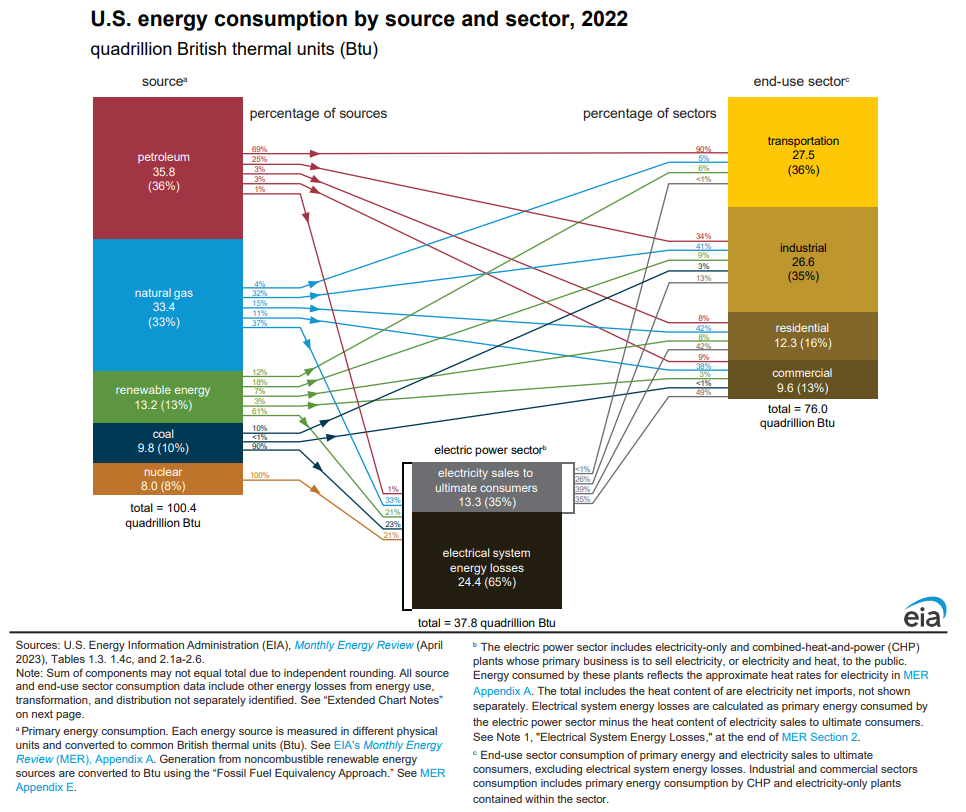 U.S. energy consumption by source and sector, 2022
quadrillion British thermal units (Btu)
sourceᵃ
end-use sectorᶜ
percentage of sources
percentage of sectors
petroleum
35.8
(36%)
69%
25%
3%
3%
1%
natural gas
33.4
(33%)
4%
32%
15%
11%
37%
renewable energy
13.2 (13%)
12%
18%
7%
3%
61%
coal
9.8 (10%)
10%
<1%
90%
nuclear
8.0 (8%)
100%
total = 100.4
quadrillion Btu
electric power sectorᵇ
1%
33%
21%
23%
21%
electricity sales to
ultimate consumers
13.3 (35%)
<1%
26%
39%
35%
electrical system
energy losses
24.4 (65%)
total = 37.8 quadrillion Btu
90%
5%
6%
<1%
transportation
27.5
(36%)
34%
41%
9%
3%
13%
industrial
26.6
(35%)
8%
42%
8%
42%
residential
12.3 (16%)
9%
38%
3%
<1%
49%
commercial
9.6 (13%)
total = 76.0
quadrillion Btu
eia
Sources: U.S. Energy Information Administration (EIA), Monthly Energy Review (April
2023), Tables 1.3. 1.4c, and 2.1a-2.6.
Note: Sum of components may not equal total due to independent rounding. All source
and end-use sector consumption data include other energy losses from energy use,
transformation, and distribution not separately identified. See “Extended Chart Notes”
on next page.
ᵃ Primary energy consumption. Each energy source is measured in different physical
units and converted to common British thermal units (Btu). See EIA's Monthly Energy
Review (MER), Appendix A. Generation from noncombustible renewable energy
sources are converted to Btu using the “Fossil Fuel Equivalency Approach.” See MER
Appendix E.
ᵇ The electric power sector includes electricity-only and combined-heat-and-power (CHP)
plants whose primary business is to sell electricity, or electricity and heat, to the public.
Energy consumed by these plants reflects the approximate heat rates for electricity in MER
Appendix A. The total includes the heat content of are electricity net imports, not shown
separately. Electrical system energy losses are calculated as primary energy consumed by
the electric power sector minus the heat content of electricity sales to ultimate consumers.
See Note 1, "Electrical System Energy Losses," at the end of MER Section 2.
ᶜ End-use sector consumption of primary energy and electricity sales to ultimate
consumers, excluding electrical system energy losses. Industrial and commercial sectors
consumption includes primary energy consumption by CHP and electricity-only plants
contained within the sector.